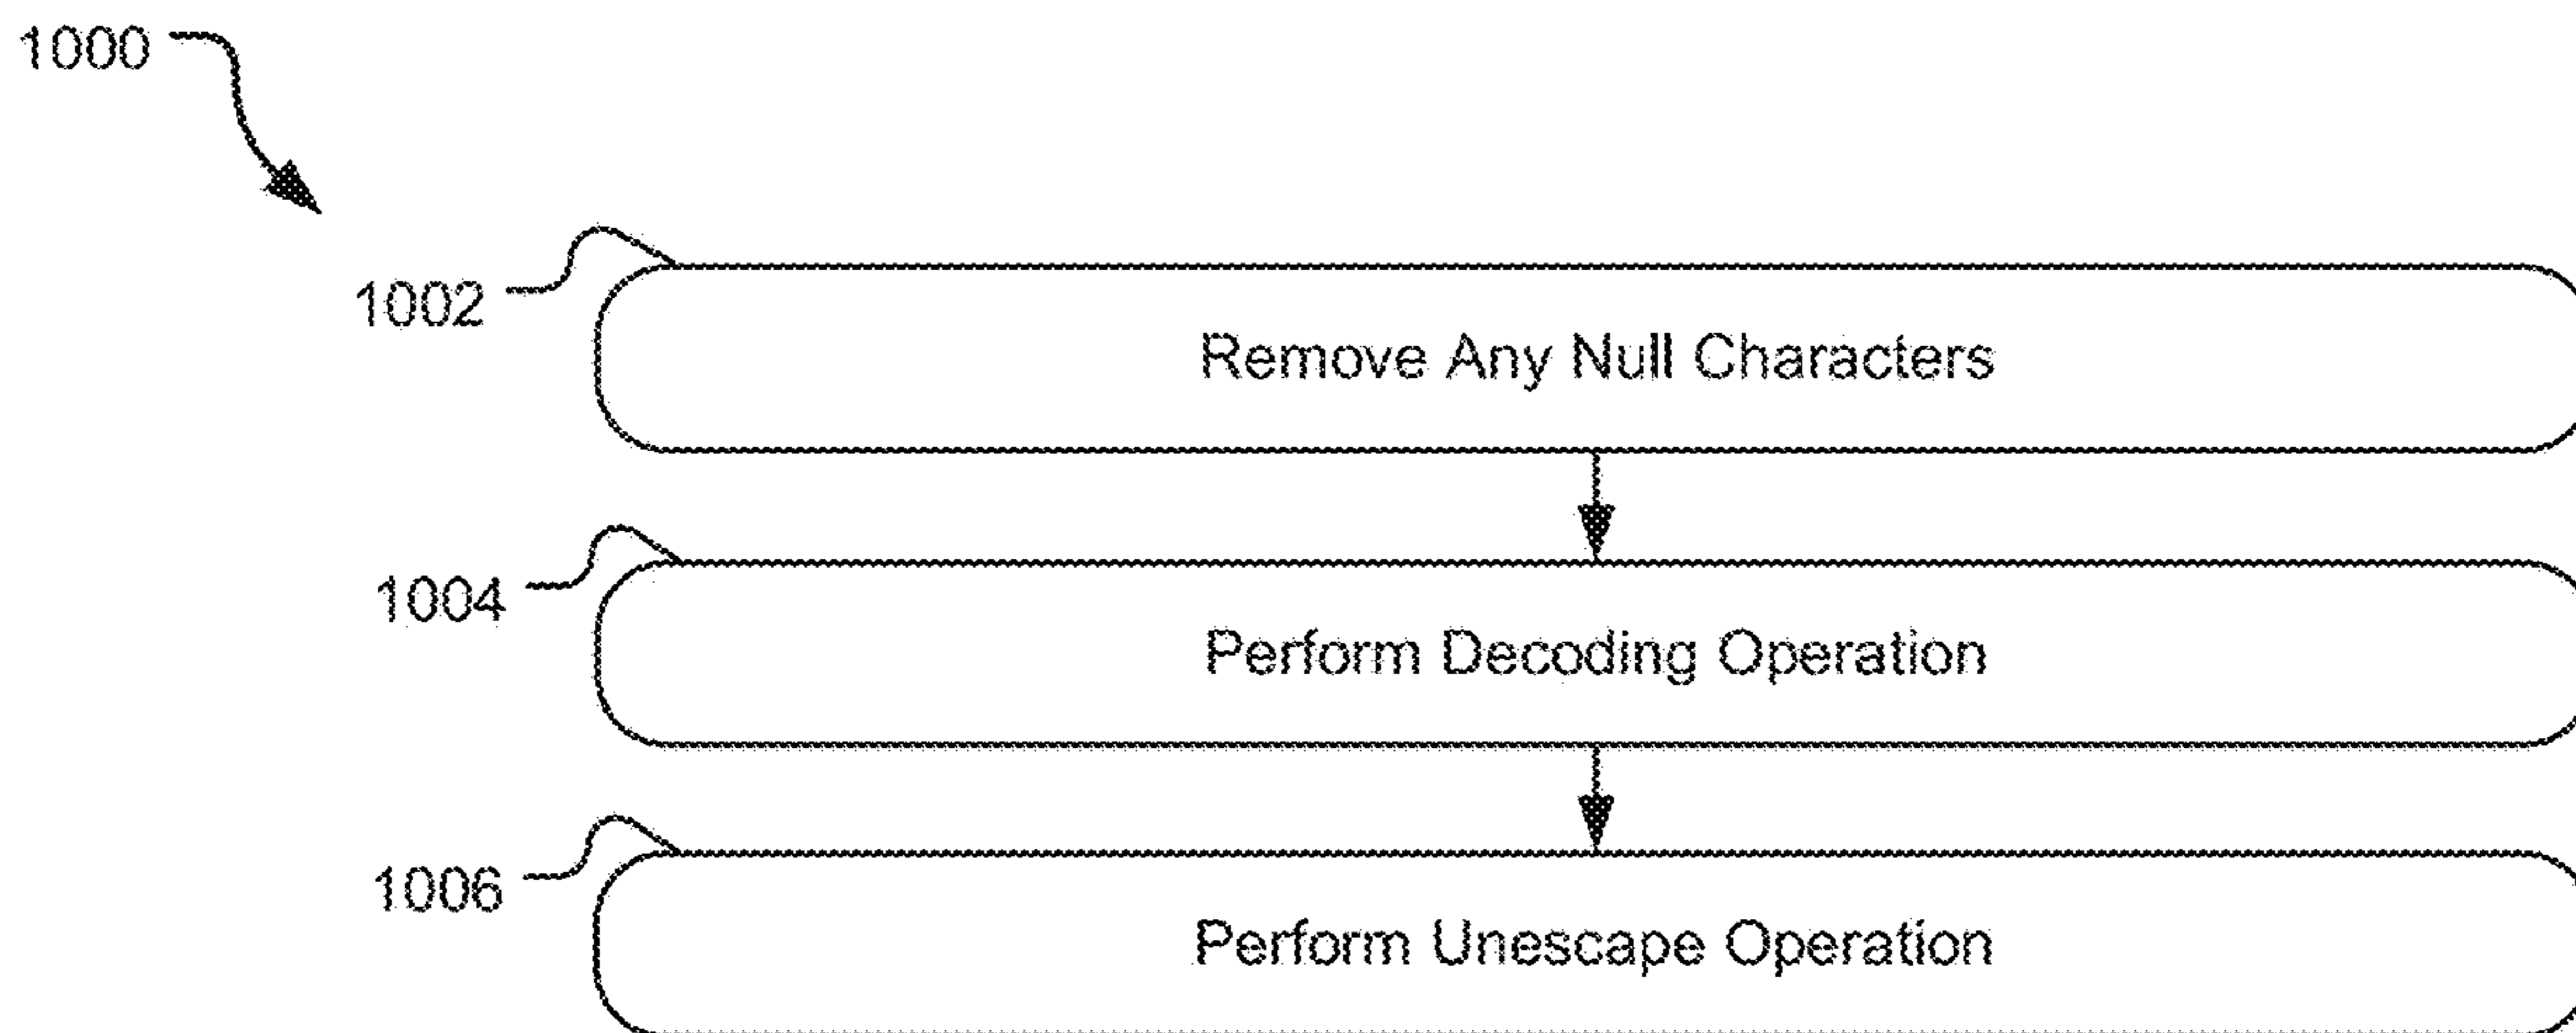 1000
1002
Remove Any Null Characters
1004
Perform Decoding Operation
1006
Perform Unescape Operation